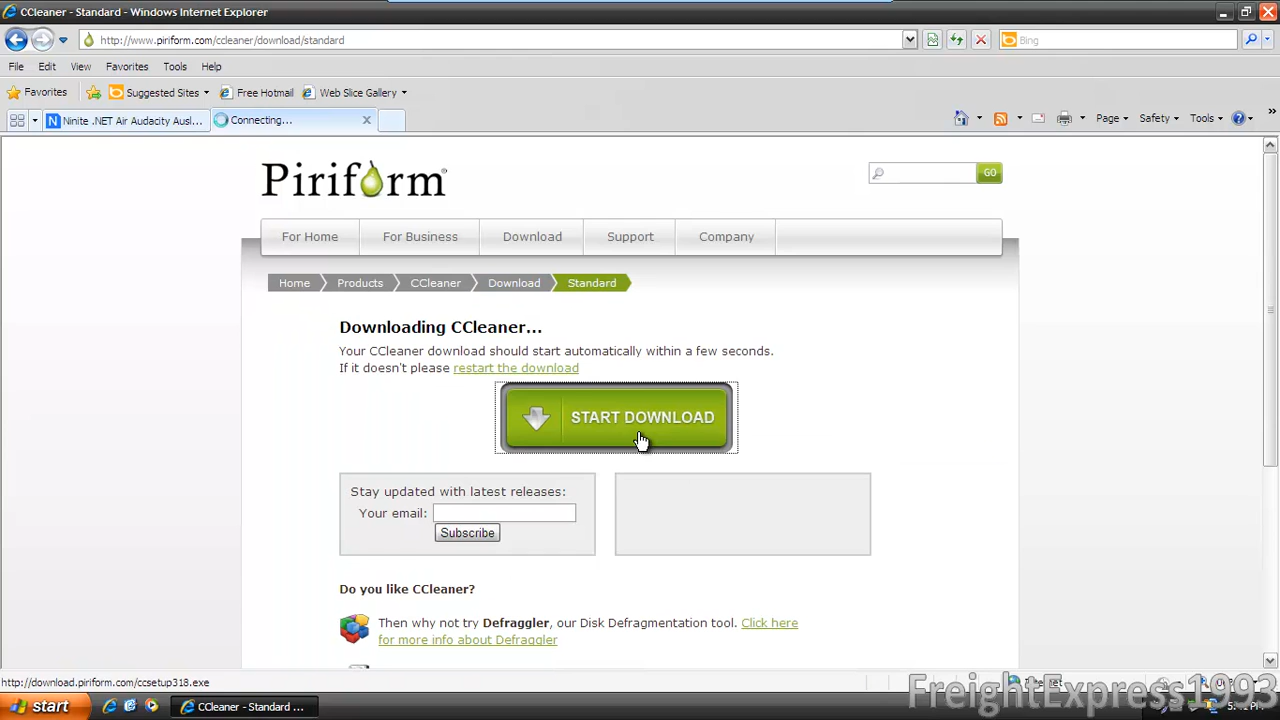 CCleaner - Standard - Windows Internet Explorer
http://www.piriform.com/ccleaner/download/standard
Bing
File Edit View Favorites Tools Help
Favorites Suggested Sites Free Hotmail Web Slice Gallery
Ninite .NET Air Audacity Ausl... Connecting... Page Safety Tools
Piriform
GO
For Home For Business Download Support Company
Home Products CCleaner Download Standard
Downloading CCleaner...
Your CCleaner download should start automatically within a few seconds.
If it doesn't please restart the download
START DOWNLOAD
Stay updated with latest releases:
Your email:
Subscribe
Do you like CCleaner?
Then why not try Defraggler, our Disk Defragmentation tool. Click here
for more info about Defraggler
http://download.piriform.com/ccsetup318.exe
FreightExpress1993
start CCleaner - Standard ...